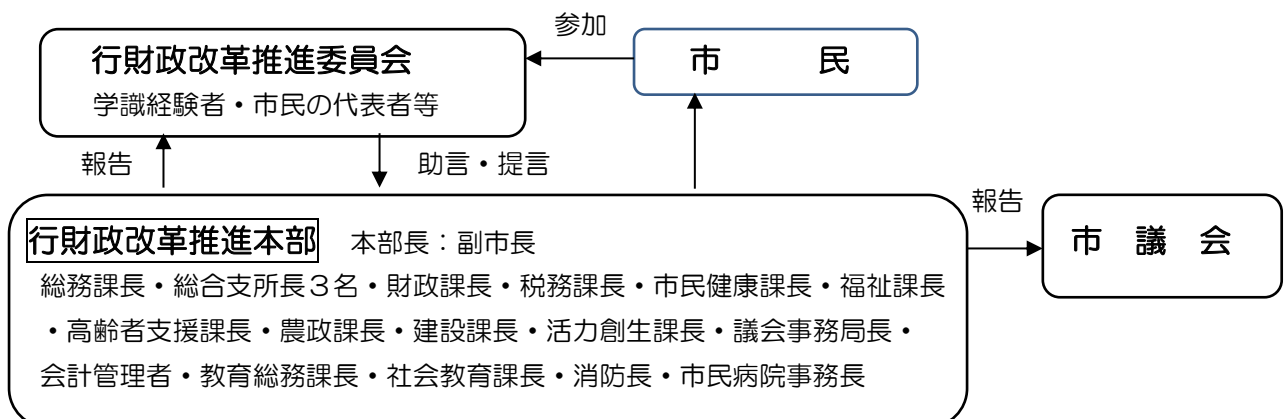 参加
行財政改革推進委員会
学識経験者・市民の代表者等
市　民
報告
助言・提言
報告
行財政改革推進本部　本部長：副市長
総務課長・総合支所長３名・財政課長・税務課長・市民健康課長・福祉課長
・高齢者支援課長・農政課長・建設課長・活力創生課長・議会事務局長・
会計管理者・教育総務課長・社会教育課長・消防長・市民病院事務長
市　議　会